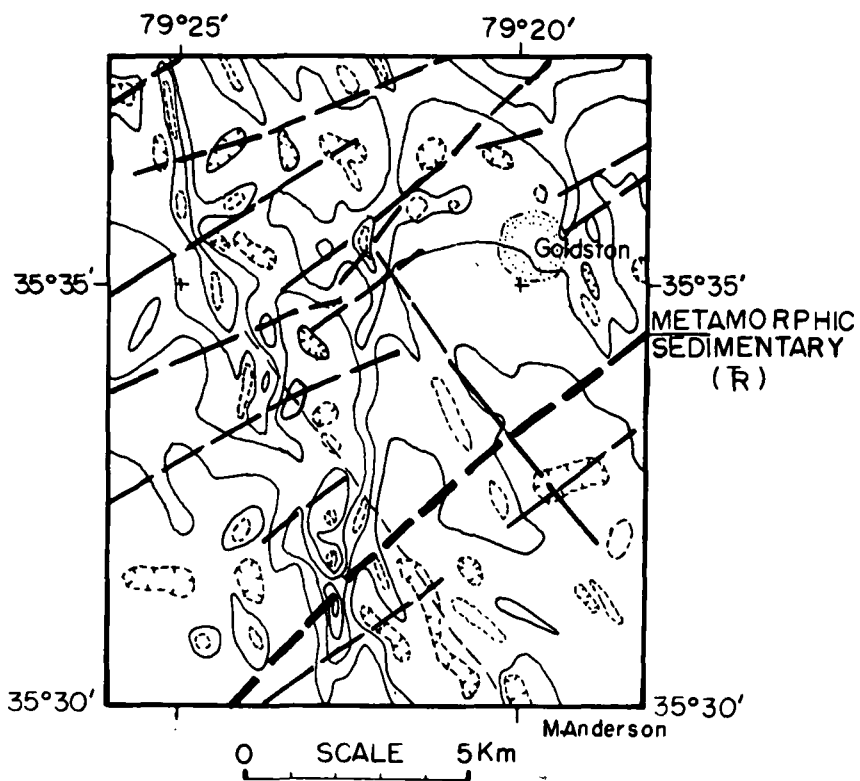 79°25′ 79°20′
Goldston
35°35′ 35°35′
METAMORPHIC
SEDIMENTARY
(TR)
35°30′ 35°30′
M.Anderson
0 SCALE 5Km